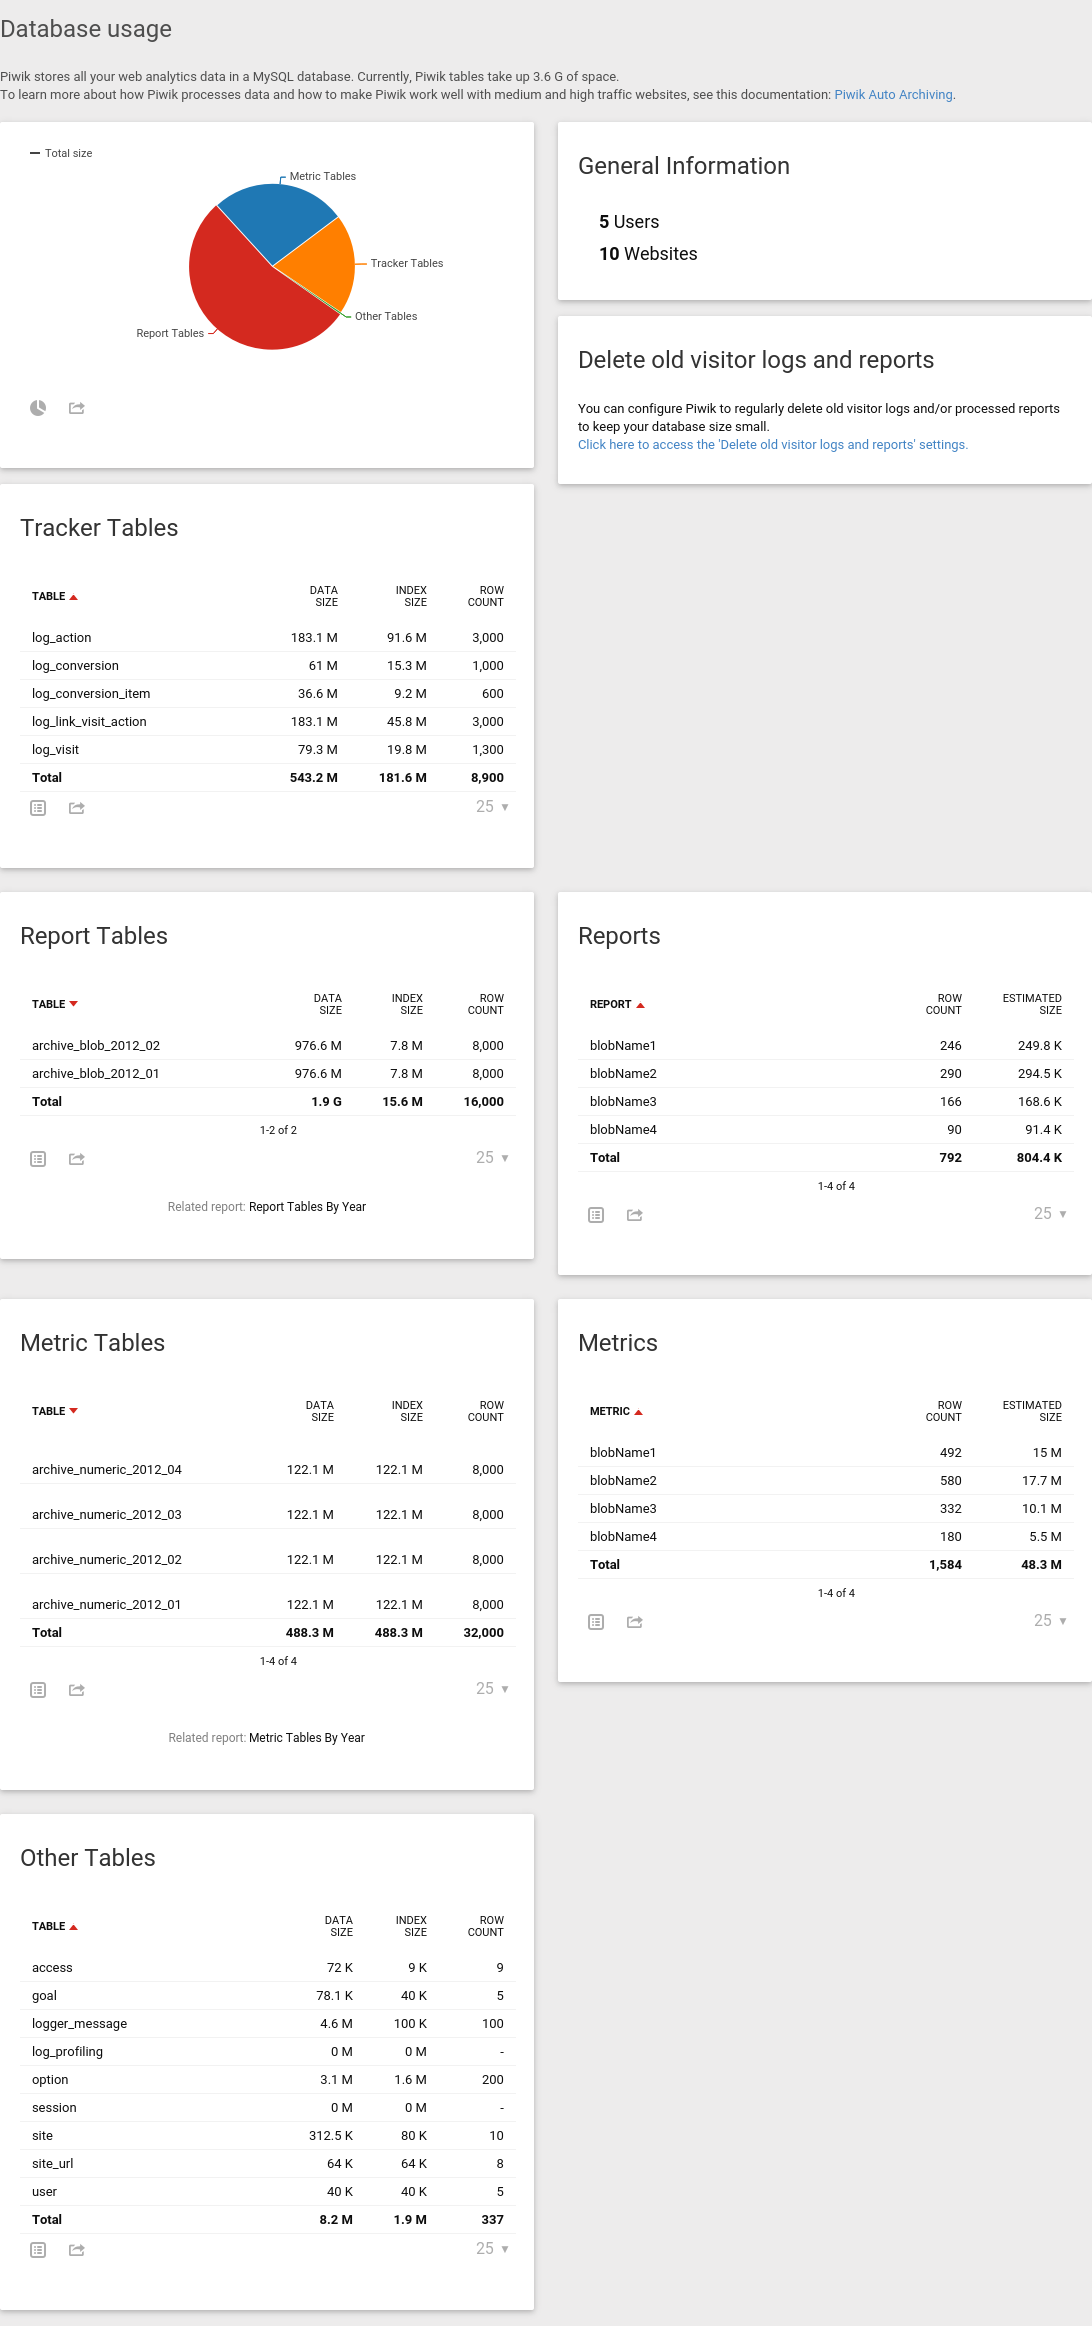 Database usage
Piwik stores all your web analytics data in a MySQL database. Currently, Piwik tables take up 3.6 G of space.
To learn more about how Piwik processes data and how to make Piwik work well with medium and high traffic websites, see this documentation: Piwik Auto Archiving.
Total size
Metric Tables
Tracker Tables
Other Tables
Report Tables
General Information
5 Users
10 Websites
Delete old visitor logs and reports
You can configure Piwik to regularly delete old visitor logs and/or processed reports
to keep your database size small.
Click here to access the 'Delete old visitor logs and reports' settings.
Tracker Tables
TABLE DATA SIZE INDEX SIZE ROW COUNT
log_action 183.1 M 91.6 M 3,000
log_conversion 61 M 15.3 M 1,000
log_conversion_item 36.6 M 9.2 M 600
log_link_visit_action 183.1 M 45.8 M 3,000
log_visit 79.3 M 19.8 M 1,300
Total 543.2 M 181.6 M 8,900
25
Report Tables
TABLE DATA SIZE INDEX SIZE ROW COUNT
archive_blob_2012_02 976.6 M 7.8 M 8,000
archive_blob_2012_01 976.6 M 7.8 M 8,000
Total 1.9 G 15.6 M 16,000
1-2 of 2
25
Related report: Report Tables By Year
Reports
REPORT ROW COUNT ESTIMATED SIZE
blobName1 246 249.8 K
blobName2 290 294.5 K
blobName3 166 168.6 K
blobName4 90 91.4 K
Total 792 804.4 K
1-4 of 4
25
Metric Tables
TABLE DATA SIZE INDEX SIZE ROW COUNT
archive_numeric_2012_04 122.1 M 122.1 M 8,000
archive_numeric_2012_03 122.1 M 122.1 M 8,000
archive_numeric_2012_02 122.1 M 122.1 M 8,000
archive_numeric_2012_01 122.1 M 122.1 M 8,000
Total 488.3 M 488.3 M 32,000
1-4 of 4
25
Related report: Metric Tables By Year
Metrics
METRIC ROW COUNT ESTIMATED SIZE
blobName1 492 15 M
blobName2 580 17.7 M
blobName3 332 10.1 M
blobName4 180 5.5 M
Total 1,584 48.3 M
1-4 of 4
25
Other Tables
TABLE DATA SIZE INDEX SIZE ROW COUNT
access 72 K 9 K 9
goal 78.1 K 40 K 5
logger_message 4.6 M 100 K 100
log_profiling 0 M 0 M -
option 3.1 M 1.6 M 200
session 0 M 0 M -
site 312.5 K 80 K 10
site_url 64 K 64 K 8
user 40 K 40 K 5
Total 8.2 M 1.9 M 337
25